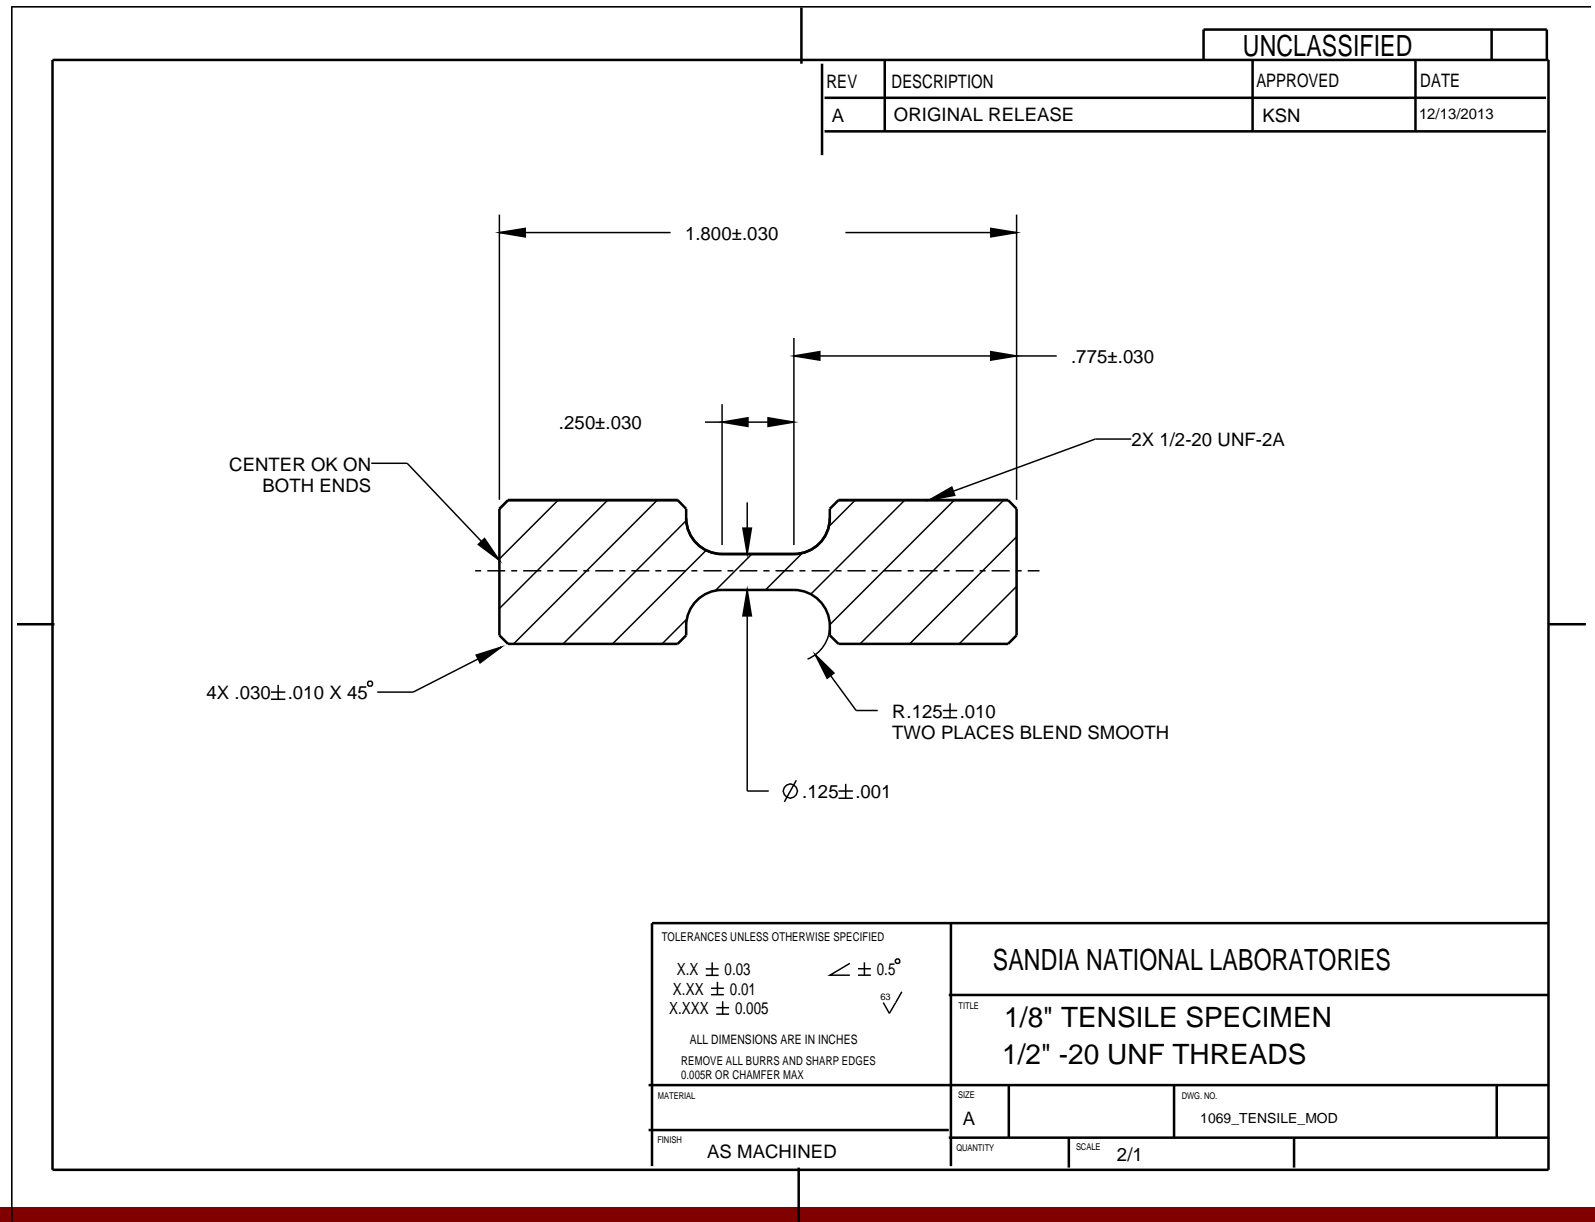 UNCLASSIFIED
REV DESCRIPTION APPROVED DATE
A ORIGINAL RELEASE KSN 12/13/2013
1.800±.030
.775±.030
.250±.030
2X 1/2-20 UNF-2A
CENTER OK ON
BOTH ENDS
4X .030±.010 X 45°
R.125±.010
TWO PLACES BLEND SMOOTH
Ø.125±.001
TOLERANCES UNLESS OTHERWISE SPECIFIED
X.X ± 0.03 ∠ ± 0.5°
X.XX ± 0.01
X.XXX ± 0.005 63√
ALL DIMENSIONS ARE IN INCHES
REMOVE ALL BURRS AND SHARP EDGES
0.005R OR CHAMFER MAX
MATERIAL
FINISH AS MACHINED
SANDIA NATIONAL LABORATORIES
TITLE 1/8" TENSILE SPECIMEN
1/2" -20 UNF THREADS
SIZE DWG. NO.
A 1069_TENSILE_MOD
QUANTITY SCALE 2/1